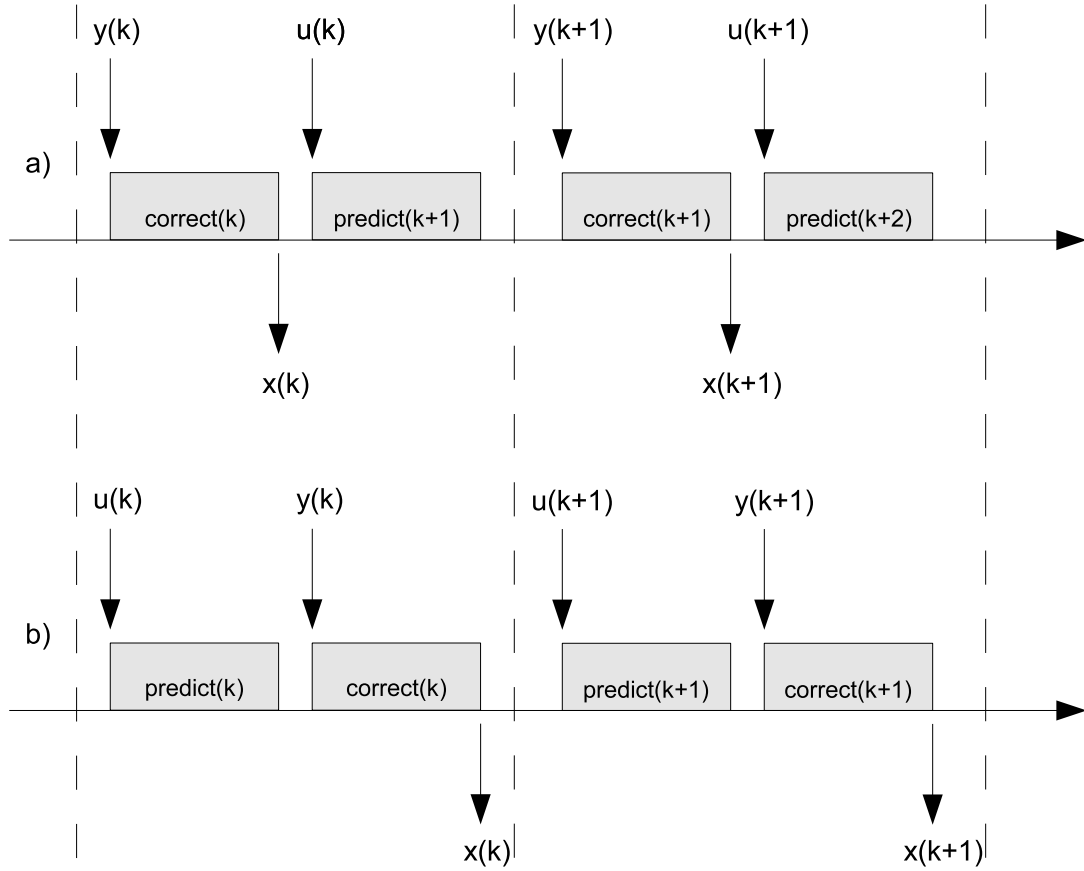 y(k) u(k) y(k+1) u(k+1)
a)
correct(k) predict(k+1) correct(k+1) predict(k+2)
x(k) x(k+1)
u(k) y(k) u(k+1) y(k+1)
b)
predict(k) correct(k) predict(k+1) correct(k+1)
x(k) x(k+1)